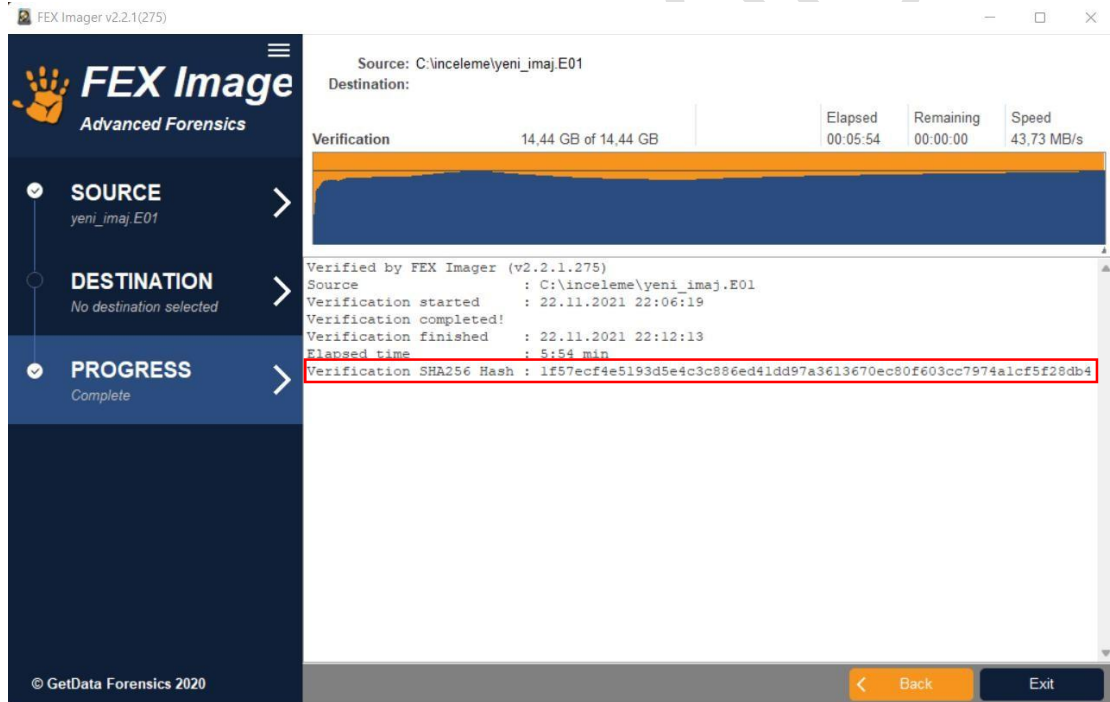 FEX Imager v2.2.1(275)
FEX Image
Advanced Forensics
SOURCE
yeni_imaj.E01
DESTINATION
No destination selected
PROGRESS
Complete
© GetData Forensics 2020
Source: C:\inceleme\yeni_imaj.E01
Destination:
Elapsed Remaining Speed
Verification 14,44 GB of 14,44 GB 00:05:54 00:00:00 43,73 MB/s
Verified by FEX Imager (v2.2.1.275)
Source : C:\inceleme\yeni_imaj.E01
Verification started : 22.11.2021 22:06:19
Verification completed!
Verification finished : 22.11.2021 22:12:13
Elapsed time : 5:54 min
Verification SHA256 Hash : 1f57ecf4e5193d5e4c3c886ed41dd97a3613670ec80f603cc7974a1cf5f28db4
Back
Exit